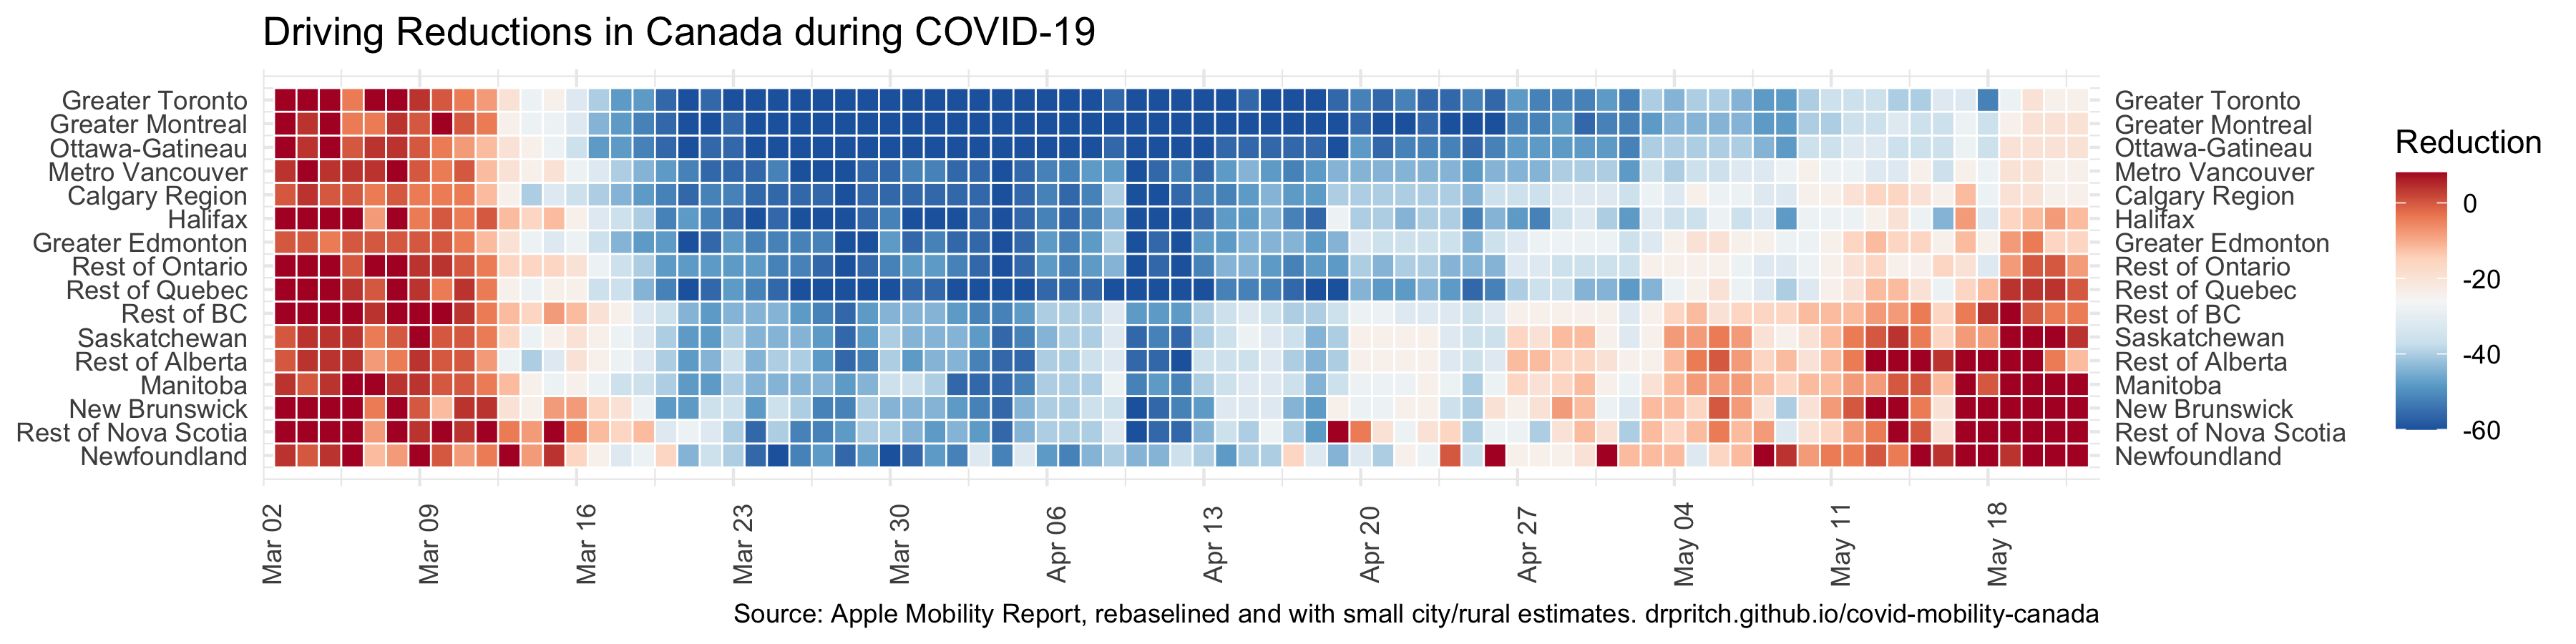 Driving Reductions in Canada during COVID-19
Greater Toronto
Greater Montreal
Ottawa-Gatineau
Metro Vancouver
Calgary Region
Halifax
Greater Edmonton
Rest of Ontario
Rest of Quebec
Rest of BC
Saskatchewan
Rest of Alberta
Manitoba
New Brunswick
Rest of Nova Scotia
Newfoundland
Greater Toronto
Greater Montreal
Ottawa-Gatineau
Metro Vancouver
Calgary Region
Halifax
Greater Edmonton
Rest of Ontario
Rest of Quebec
Rest of BC
Saskatchewan
Rest of Alberta
Manitoba
New Brunswick
Rest of Nova Scotia
Newfoundland
Reduction
0
-20
-40
-60
Mar 02
Mar 09
Mar 16
Mar 23
Mar 30
Apr 06
Apr 13
Apr 20
Apr 27
May 04
May 11
May 18
Source: Apple Mobility Report, rebaselined and with small city/rural estimates. drpritch.github.io/covid-mobility-canada